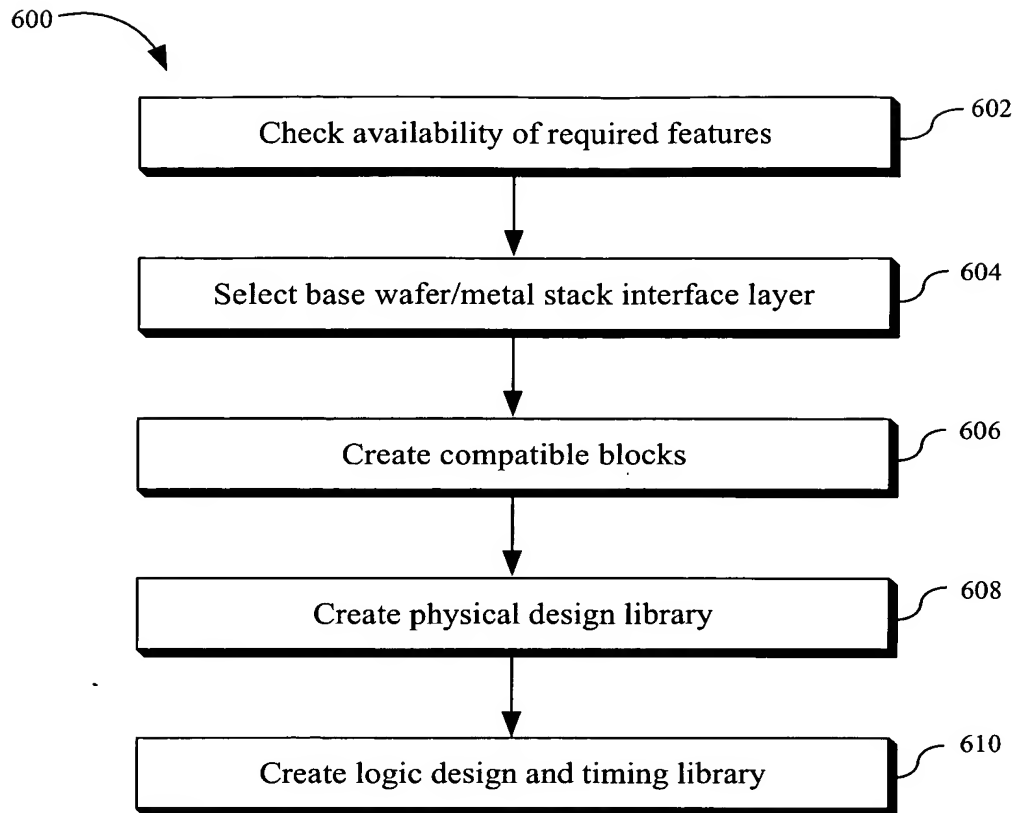 600
Check availability of required features
602
Select base wafer/metal stack interface layer
604
Create compatible blocks
606
Create physical design library
608
Create logic design and timing library
610